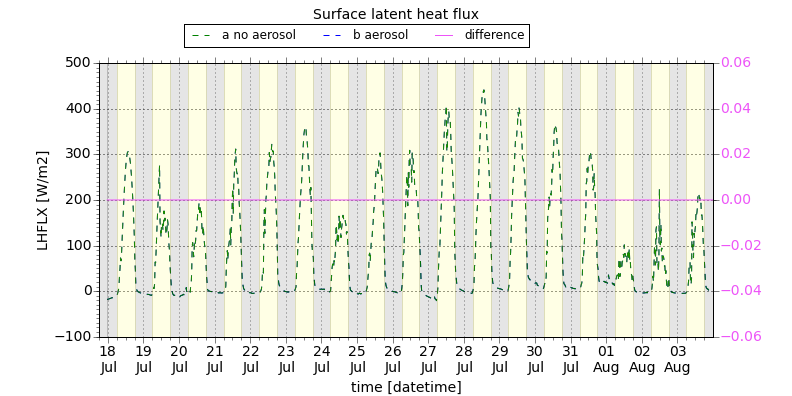 Surface latent heat flux
a no aerosol b aerosol difference
500 0.06
400 0.04
300 0.02
200 0.00
100 −0.02
0 −0.04
−100 −0.06
LHFLX [W/m2]
18 19 20 21 22 23 24 25 26 27 28 29 30 31 01 02 03
Jul Jul Jul Jul Jul Jul Jul Jul Jul Jul Jul Jul Jul Jul Aug Aug Aug
time [datetime]